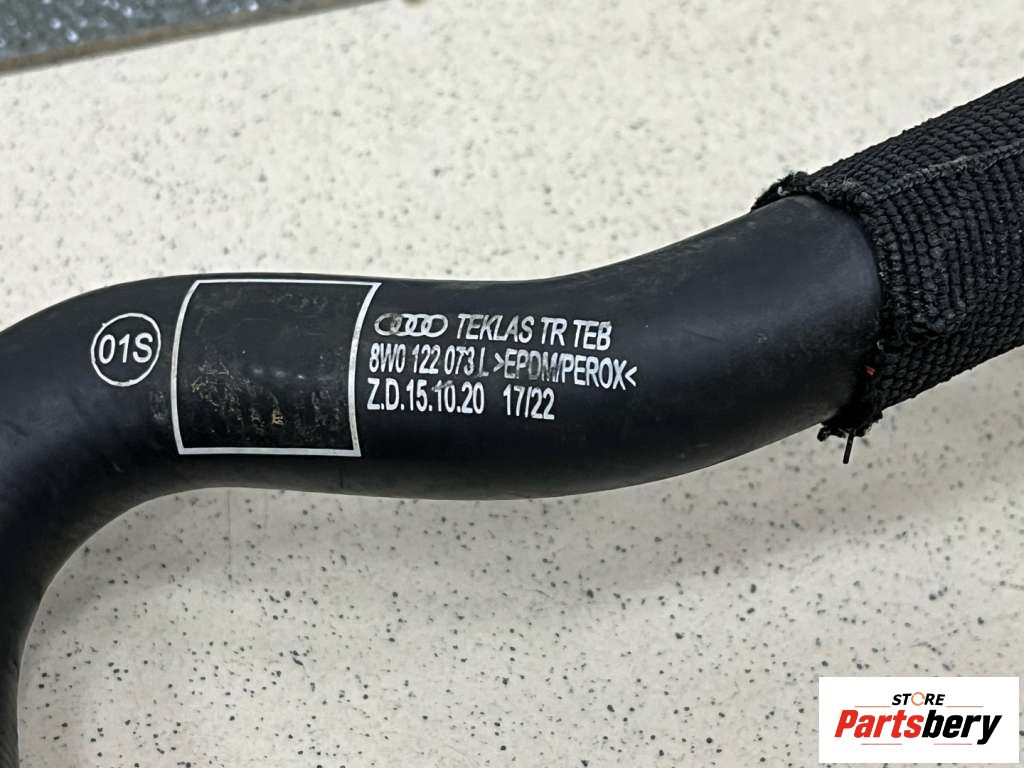 01S
TEKLAS TR TEB
8W0 122 073 L >EPDM/PEROX<
Z.D.15.10.20 17/22
STORE
Partsbery